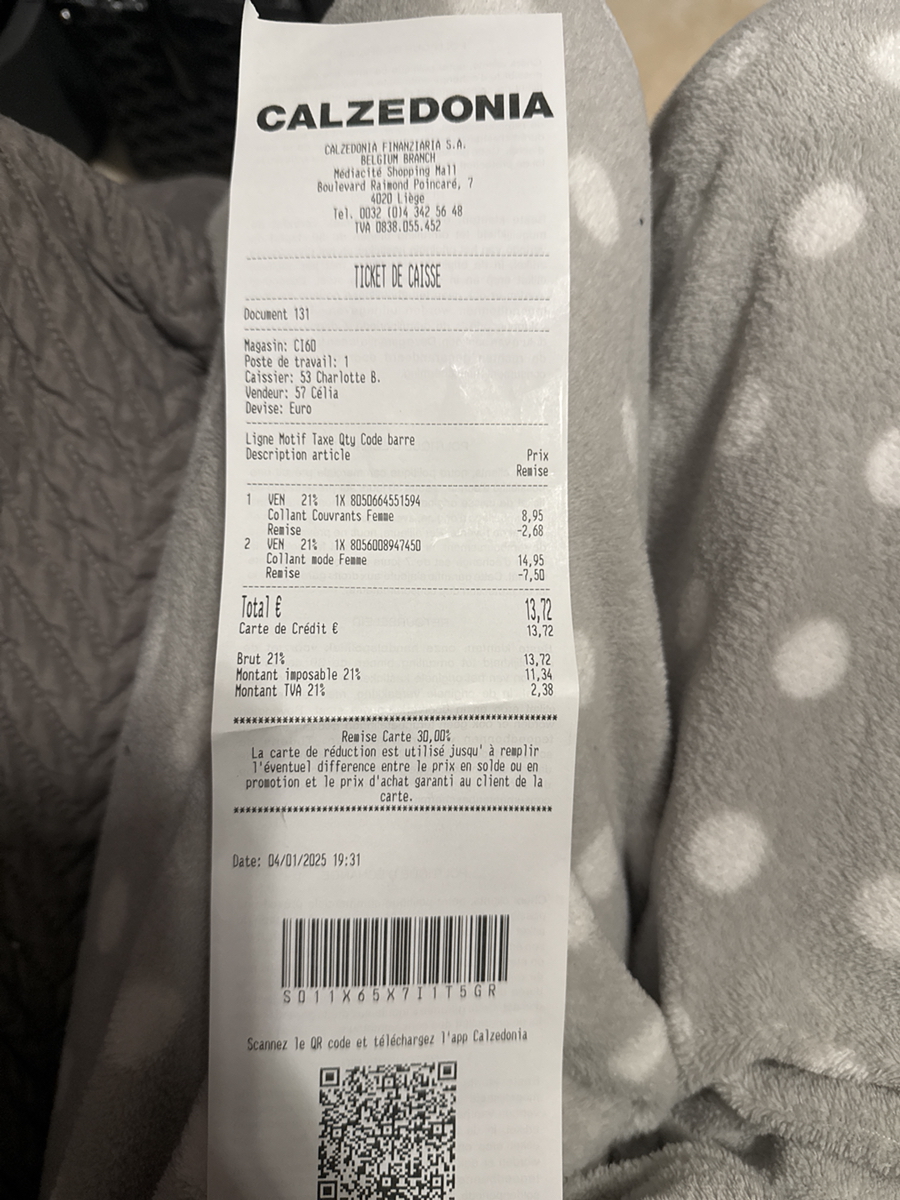 CALZEDONIA
CALZEDONIA FINANZIARIA S.A.
BELGIUM BRANCH
Médiacité Shopping Mall
Boulevard Raimond Poincaré, 7
4020 Liège
Tel. 0032 (0)4 342 56 48
TVA 0838.055.452
TICKET DE CAISSE
Document 131
Magasin: CI60
Poste de travail: 1
Caissier: 53 Charlotte B.
Vendeur: 57 Célia
Devise: Euro
Ligne Motif Taxe Qty Code barre
Description article Prix
Remise
1 VEN 21% 1X 8050664551594
Collant Couvrants Femme 8,95
Remise -2,68
2 VEN 21% 1X 8056008947450
Collant mode Femme 14,95
Remise -7,50
Total € 13,72
Carte de Crédit € 13,72
Brut 21% 13,72
Montant imposable 21% 11,34
Montant TVA 21% 2,38
************************************************
Remise Carte 30,00%
La carte de réduction est utilisé jusqu' à remplir
l'éventuel difference entre le prix en solde ou en
promotion et le prix d'achat garanti au client de la
carte.
************************************************
Date: 04/01/2025 19:31
S011X65X7I1T5GR
Scannez le QR code et téléchargez l'app Calzedonia